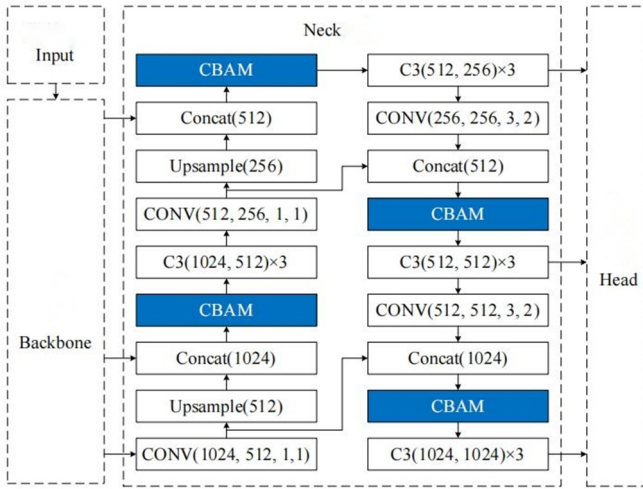 Neck
Input
CBAM
C3(512, 256)×3
Concat(512)
CONV(256, 256, 3, 2)
Upsample(256)
Concat(512)
CONV(512, 256, 1, 1)
CBAM
C3(1024, 512)×3
C3(512, 512)×3
Head
CBAM
CONV(512, 512, 3, 2)
Backbone
Concat(1024)
Concat(1024)
Upsample(512)
CBAM
CONV(1024, 512, 1,1)
C3(1024, 1024)×3